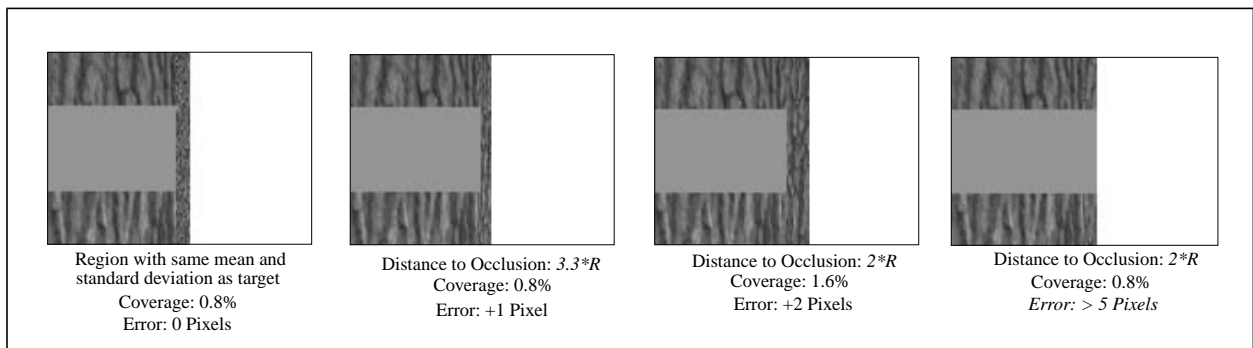 Region with same mean and
standard deviation as target
Coverage: 0.8%
Error: 0 Pixels
Distance to Occlusion: 3.3*R
Coverage: 0.8%
Error: +1 Pixel
Distance to Occlusion: 2*R
Coverage: 1.6%
Error: +2 Pixels
Distance to Occlusion: 2*R
Coverage: 0.8%
Error: > 5 Pixels